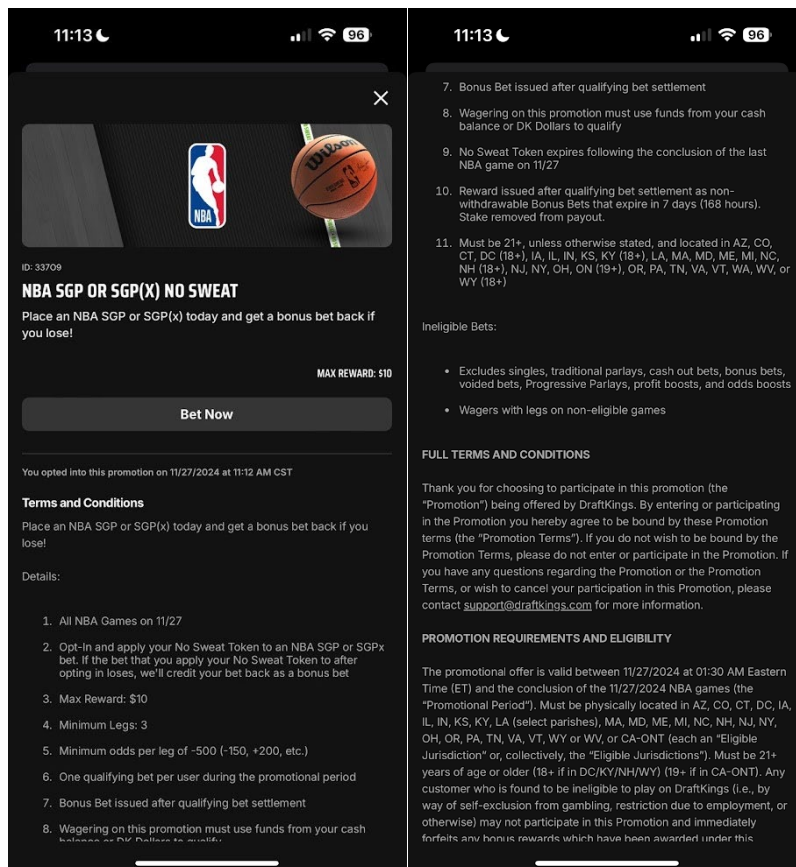 11:13
96
NBA
Wilson
ID: 33709
NBA SGP OR SGP(X) NO SWEAT
Place an NBA SGP or SGP(x) today and get a bonus bet back if
you lose!
MAX REWARD: $10
Bet Now
You opted into this promotion on 11/27/2024 at 11:12 AM CST
Terms and Conditions
Place an NBA SGP or SGP(x) today and get a bonus bet back if you
lose!
Details:
1. All NBA Games on 11/27
2. Opt-In and apply your No Sweat Token to an NBA SGP or SGPx
bet. If the bet that you apply your No Sweat Token to after
opting in loses, we'll credit your bet back as a bonus bet
3. Max Reward: $10
4. Minimum Legs: 3
5. Minimum odds per leg of -500 (-150, +200, etc.)
6. One qualifying bet per user during the promotional period
7. Bonus Bet issued after qualifying bet settlement
8. Wagering on this promotion must use funds from your cash
balance or DK Dollars to qualify
11:13
96
7. Bonus Bet issued after qualifying bet settlement
8. Wagering on this promotion must use funds from your cash
balance or DK Dollars to qualify
9. No Sweat Token expires following the conclusion of the last
NBA game on 11/27
10. Reward issued after qualifying bet settlement as non-
withdrawable Bonus Bets that expire in 7 days (168 hours).
Stake removed from payout.
11. Must be 21+, unless otherwise stated, and located in AZ, CO,
CT, DC (18+), IA, IL, IN, KS, KY (18+), LA, MA, MD, ME, MI, NC,
NH (18+), NJ, NY, OH, ON (19+), OR, PA, TN, VA, VT, WA, WV, or
WY (18+)
Ineligible Bets:
• Excludes singles, traditional parlays, cash out bets, bonus bets,
voided bets, Progressive Parlays, profit boosts, and odds boosts
• Wagers with legs on non-eligible games
FULL TERMS AND CONDITIONS
Thank you for choosing to participate in this promotion (the
"Promotion") being offered by DraftKings. By entering or participating
in the Promotion you hereby agree to be bound by these Promotion
terms (the "Promotion Terms"). If you do not wish to be bound by the
Promotion Terms, please do not enter or participate in the Promotion. If
you have any questions regarding the Promotion or the Promotion
Terms, or wish to cancel your participation in this Promotion, please
contact support@draftkings.com for more information.
PROMOTION REQUIREMENTS AND ELIGIBILITY
The promotional offer is valid between 11/27/2024 at 01:30 AM Eastern
Time (ET) and the conclusion of the 11/27/2024 NBA games (the
"Promotional Period"). Must be physically located in AZ, CO, CT, DC, IA,
IL, IN, KS, KY, LA (select parishes), MA, MD, ME, MI, NC, NH, NJ, NY,
OH, OR, PA, TN, VA, VT, WY or WV, or CA-ONT (each an "Eligible
Jurisdiction" or, collectively, the "Eligible Jurisdictions"). Must be 21+
years of age or older (18+ if in DC/KY/NH/WY) (19+ if in CA-ONT). Any
customer who is found to be ineligible to play on DraftKings (i.e., by
way of self-exclusion from gambling, restriction due to employment, or
otherwise) may not participate in this Promotion and immediately
forfeits any bonus rewards which have been awarded under this